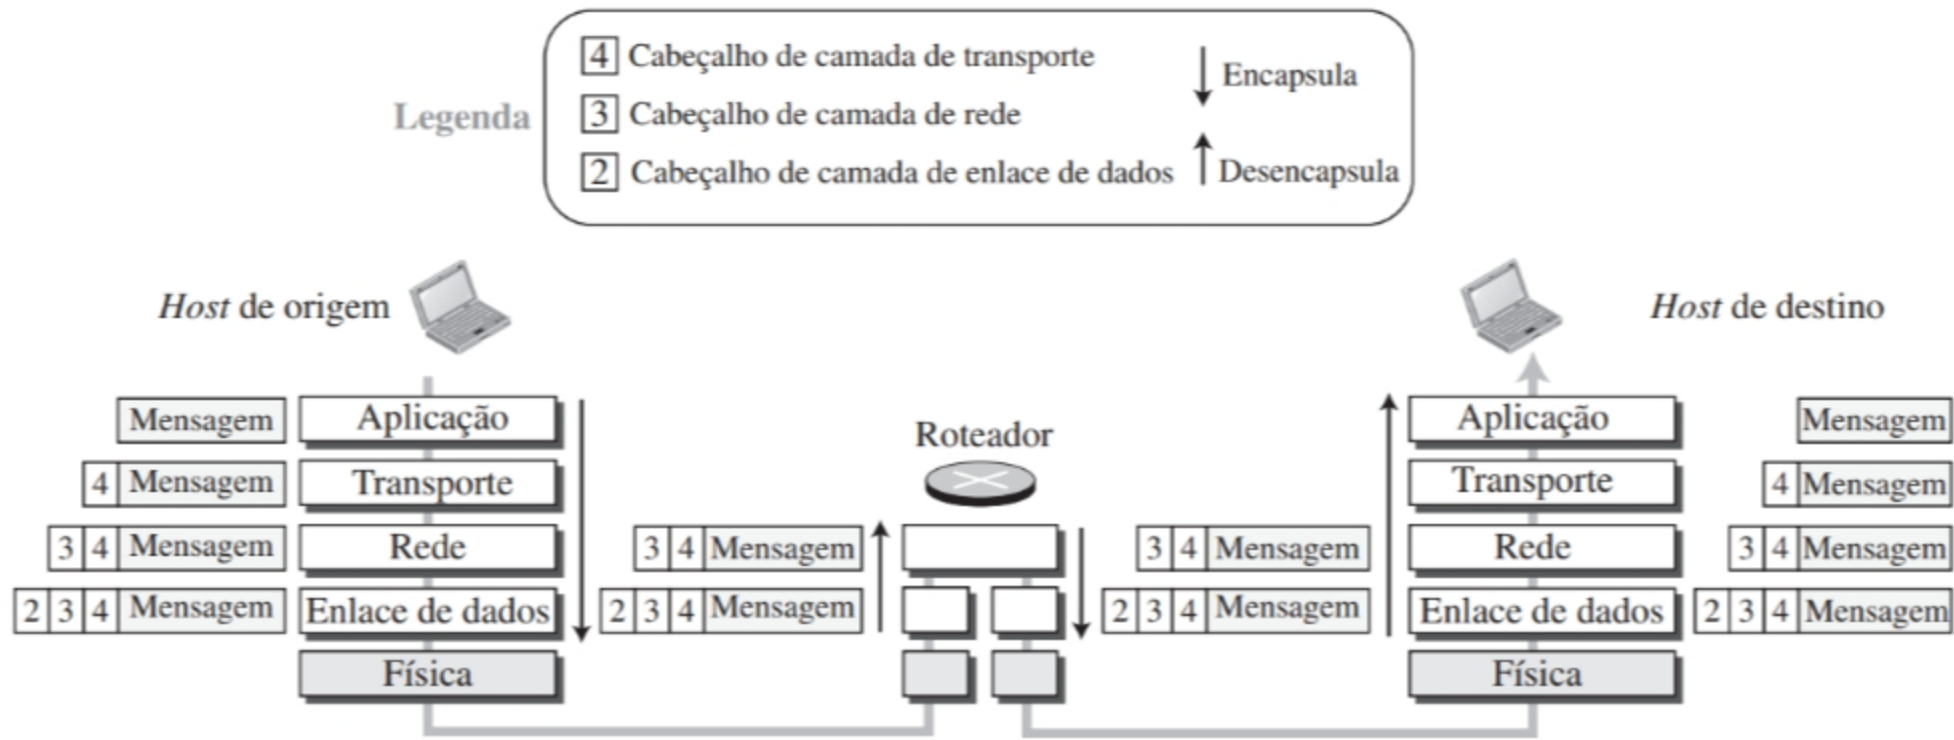 Legenda
4 Cabeçalho de camada de transporte
3 Cabeçalho de camada de rede
2 Cabeçalho de camada de enlace de dados
Encapsula
Desencapsula
Host de origem
Host de destino
Roteador
Mensagem Aplicação
4 Mensagem Transporte
3 4 Mensagem Rede
2 3 4 Mensagem Enlace de dados
Física
3 4 Mensagem
2 3 4 Mensagem
3 4 Mensagem
2 3 4 Mensagem
Aplicação Mensagem
Transporte 4 Mensagem
Rede 3 4 Mensagem
Enlace de dados 2 3 4 Mensagem
Física